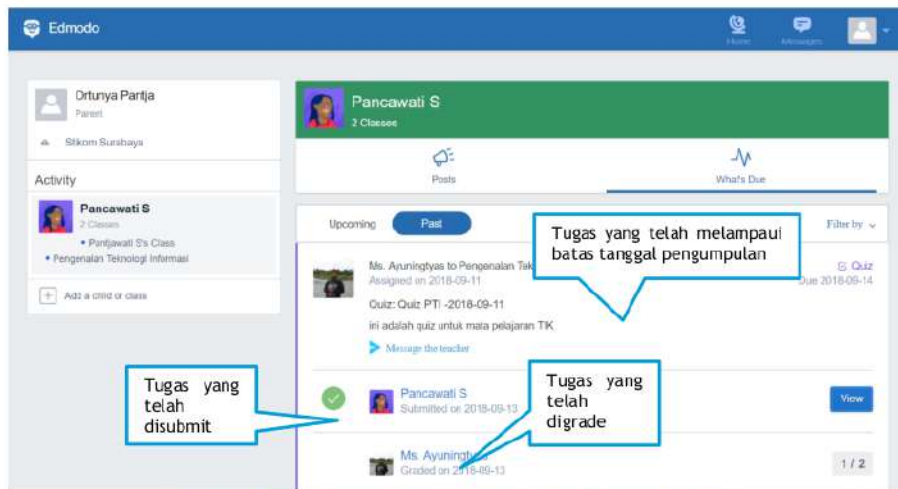 Edmodo
Home
Messages
Ortunya Pantja
Parent
Stikom Surabaya
Activity
Pancawati S
2 Classes
• Pantjawati S's Class
• Pengenalan Teknologi Informasi
Add a child or class
Pancawati S
2 Classes
Posts
What's Due
Upcoming
Past
Filter by
Tugas yang telah melampaui
batas tanggal pengumpulan
Ms. Ayuningtyas to Pengenalan Tek
Assigned on 2018-09-11
Quiz
Due 2018-09-14
Quiz: Quiz PTI -2018-09-11
ini adalah quiz untuk mata pelajaran TIK
Message the teacher
Tugas yang
telah
disubmit
Pancawati S
Submitted on 2018-09-13
View
Tugas yang
telah
digrade
Ms. Ayuningtyas
Graded on 2018-09-13
1 / 2